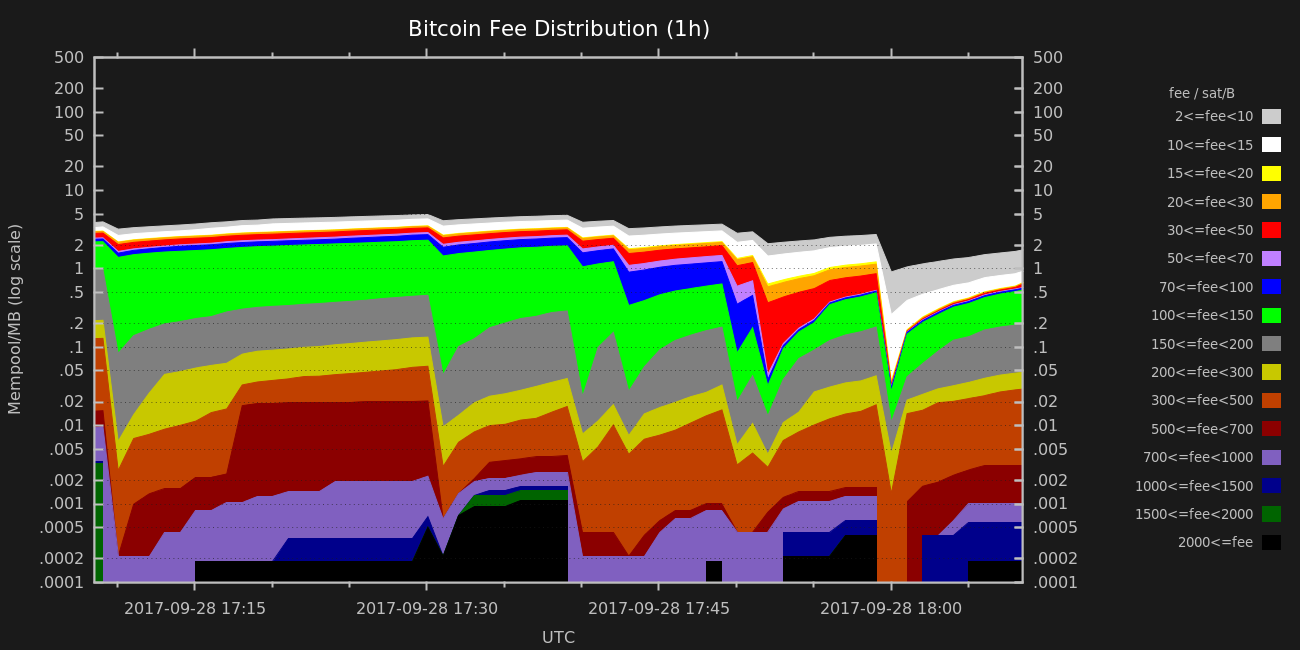 Bitcoin Fee Distribution (1h)
500
200
100
50
20
10
5
2
1
.5
.2
.1
.05
.02
.01
.005
.002
.001
.0005
.0002
.0001
Mempool/MB (log scale)
500
200
100
50
20
10
5
2
1
.5
.2
.1
.05
.02
.01
.005
.002
.001
.0005
.0002
.0001
2017-09-28 17:15
2017-09-28 17:30
2017-09-28 17:45
2017-09-28 18:00
UTC
fee / sat/B
2<=fee<10
10<=fee<15
15<=fee<20
20<=fee<30
30<=fee<50
50<=fee<70
70<=fee<100
100<=fee<150
150<=fee<200
200<=fee<300
300<=fee<500
500<=fee<700
700<=fee<1000
1000<=fee<1500
1500<=fee<2000
2000<=fee